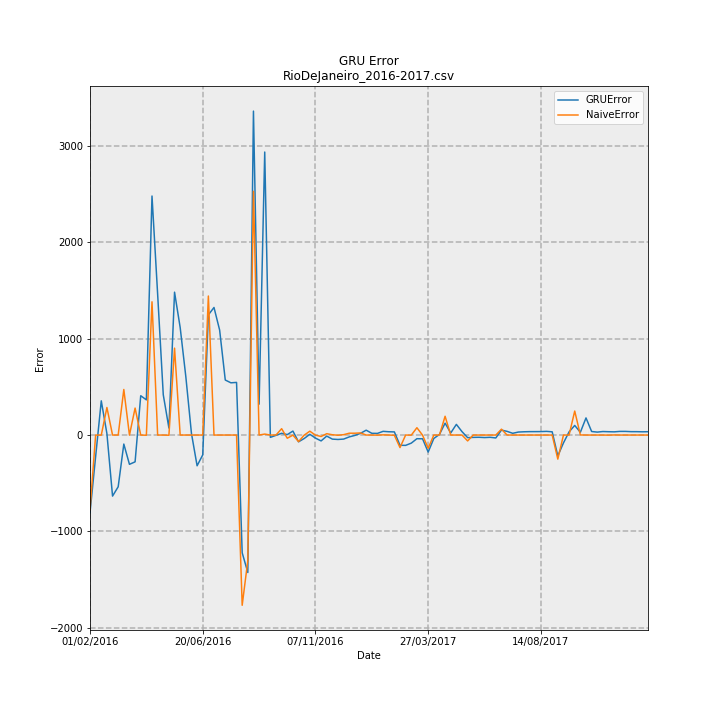 GRU Error
RioDeJaneiro_2016-2017.csv
GRUError
NaiveError
3000
2000
1000
0
−1000
−2000
Error
01/02/2016 20/06/2016 07/11/2016 27/03/2017 14/08/2017
Date